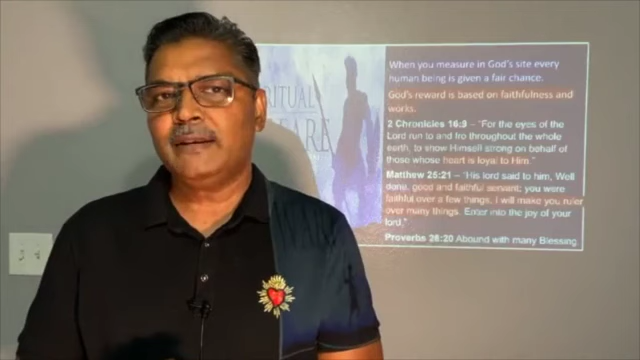 RITUAL
FARE
When you measure in God's site every
human being is given a fair chance.
God's reward is based on faithfulness and
works.
2 Chronicles 16:9 – "For the eyes of the
Lord run to and fro throughout the whole
earth, to show Himself strong on behalf of
those whose heart is loyal to Him."
Matthew 25:21 – "His lord said to him, Well
done, good and faithful servant; you were
faithful over a few things, I will make you ruler
over many things. Enter into the joy of your
lord."
Proverbs 28:20 Abound with many Blessing